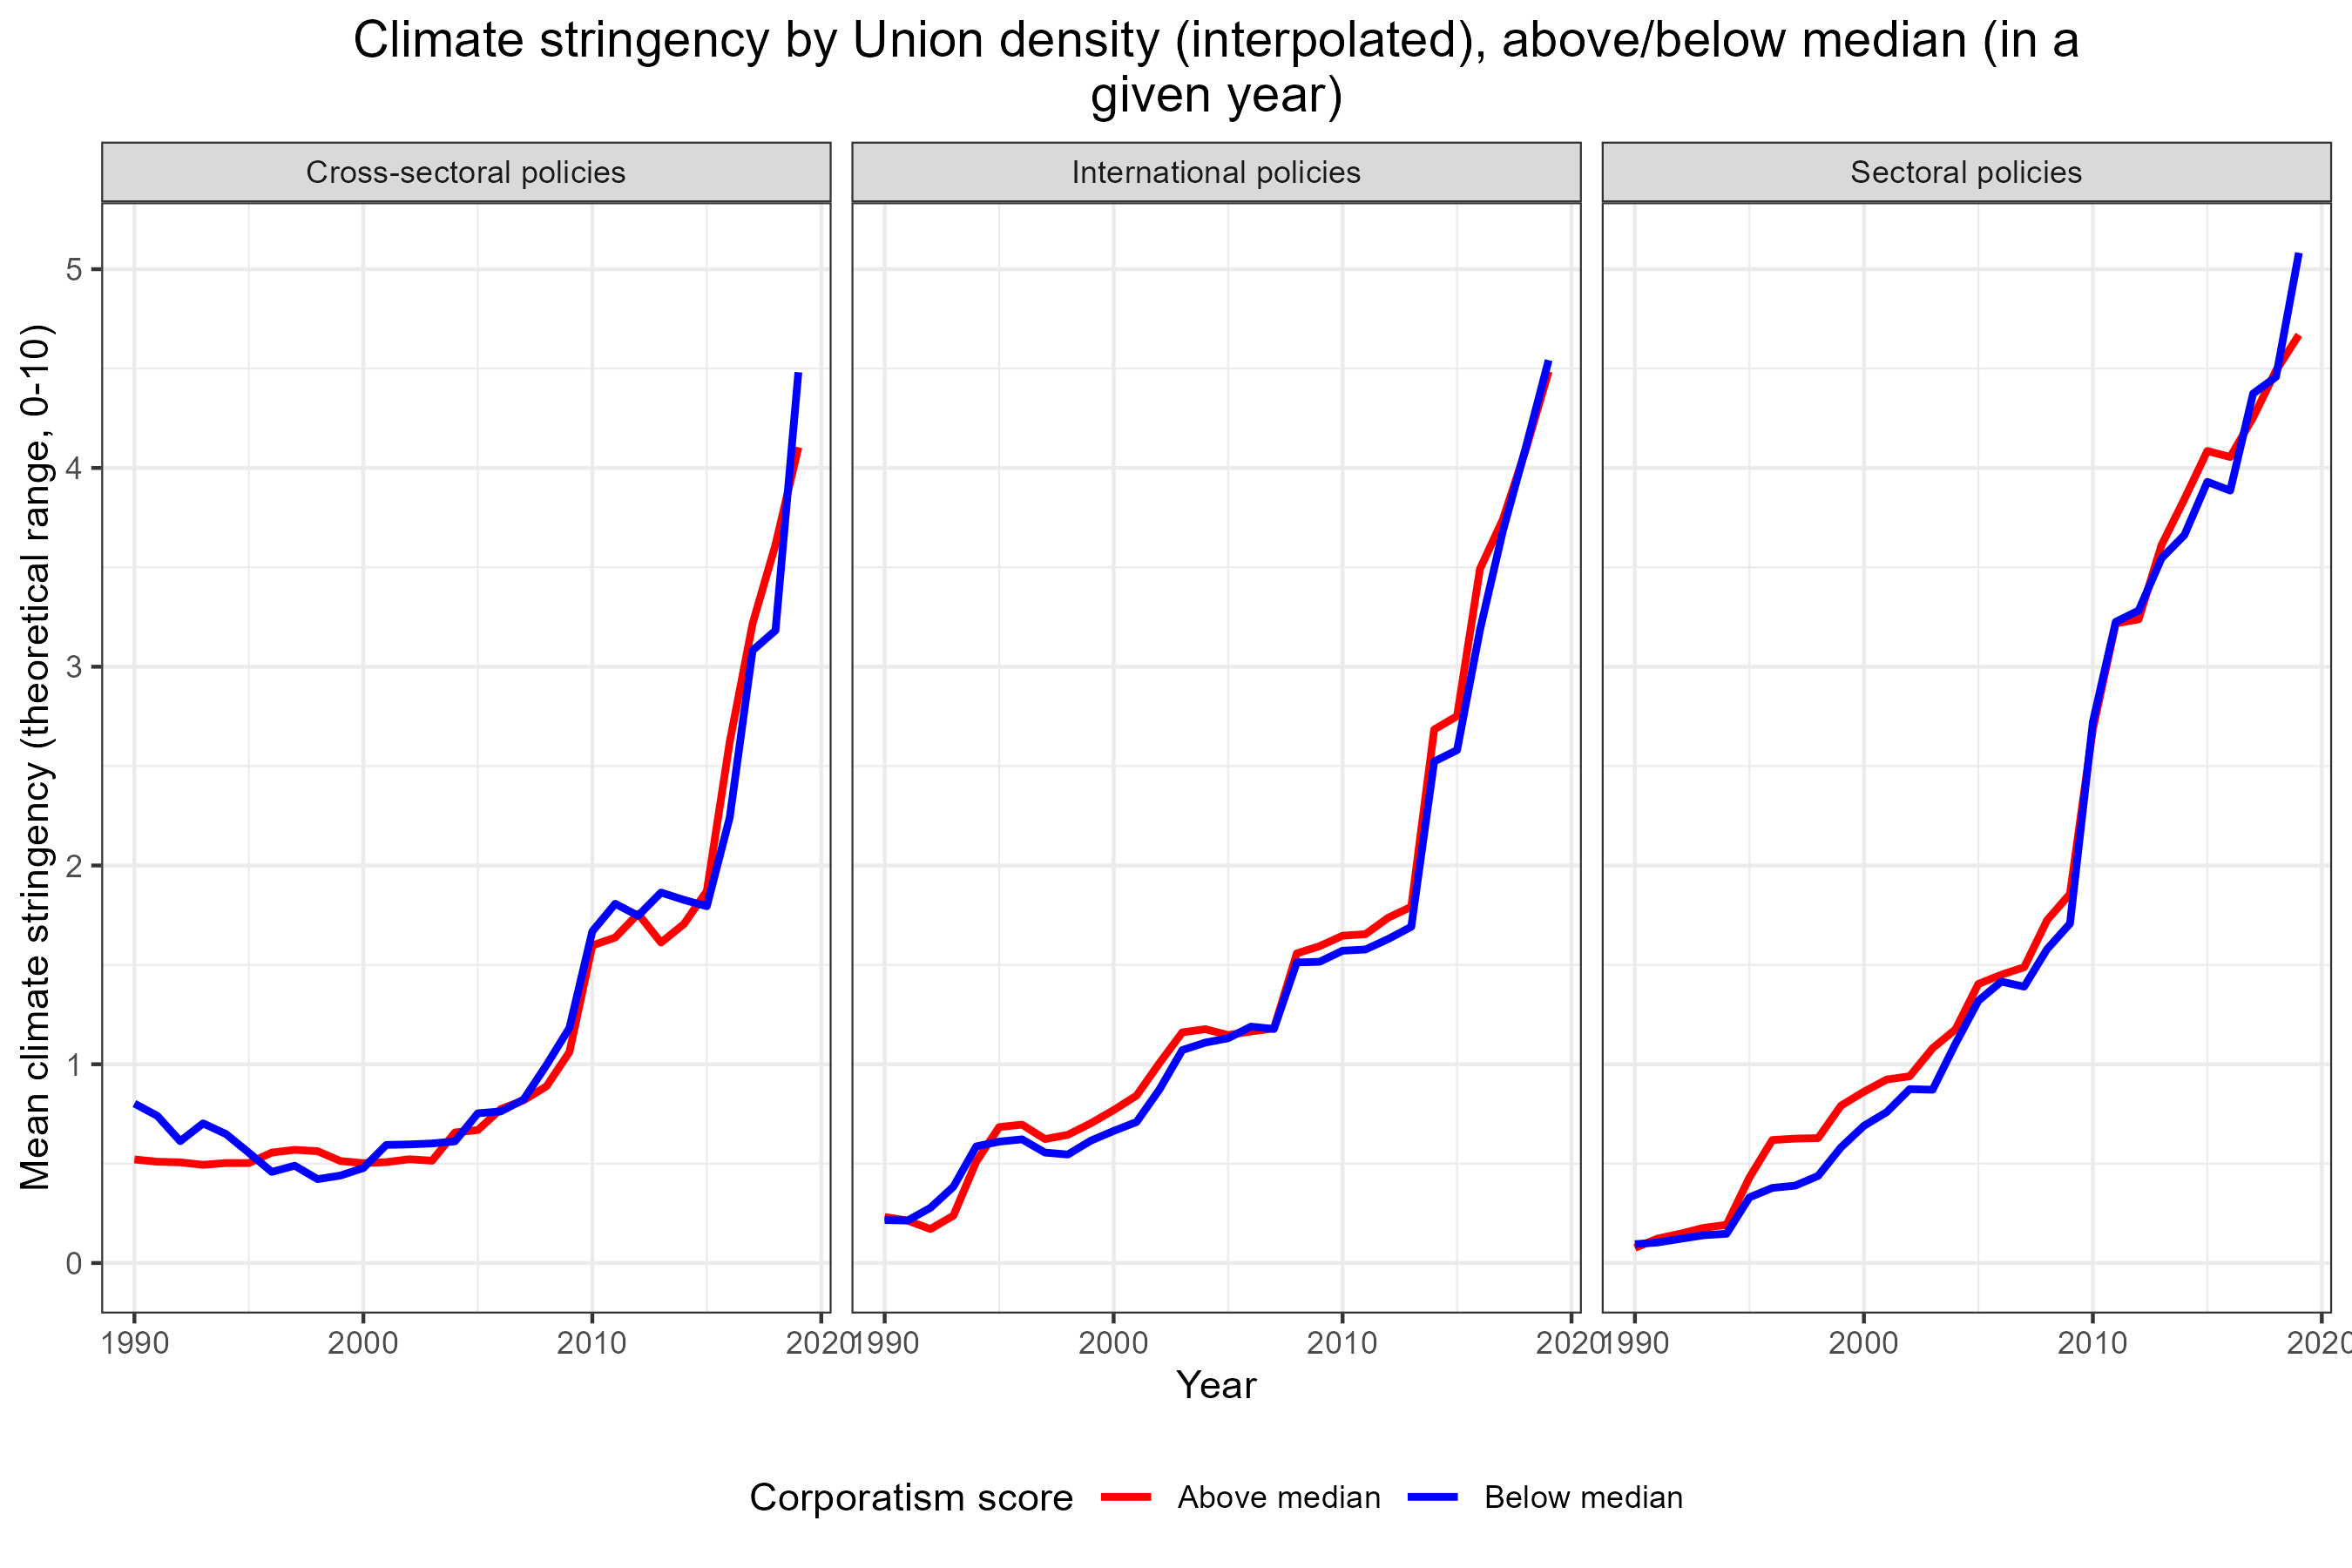 Climate stringency by Union density (interpolated), above/below median (in a
given year)
Cross-sectoral policies
International policies
Sectoral policies
Mean climate stringency (theoretical range, 0-10)
5
4
3
2
1
0
1990 2000 2010 2020
1990 2000 2010 2020
1990 2000 2010 2020
Year
Corporatism score Above median Below median